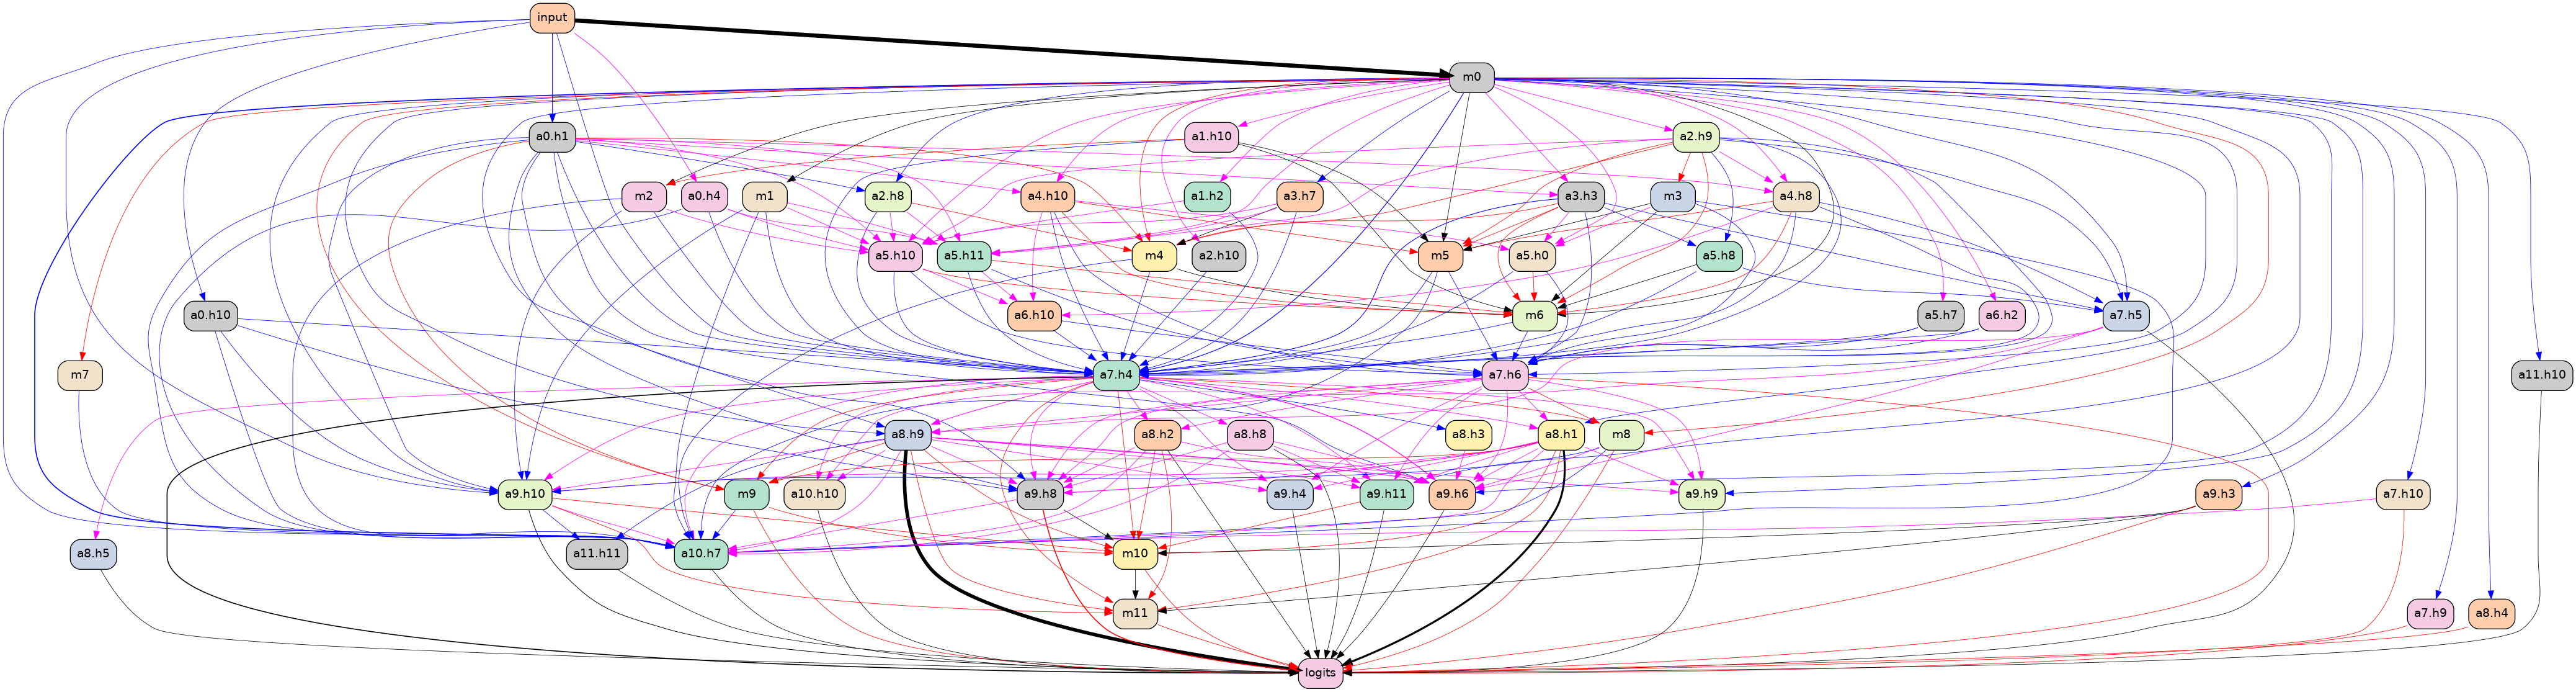 input
m0
a0.h1 a1.h10 a2.h9
m2 a0.h4 m1 a2.h8 a4.h10 a1.h2 a3.h7 a3.h3 m3 a4.h8
a5.h10 a5.h11 m4 a2.h10 m5 a5.h0 a5.h8
a0.h10 a6.h10 m6 a5.h7 a6.h2 a7.h5
m7 a7.h4 a7.h6 a11.h10
a8.h9 a8.h2 a8.h8 a8.h3 a8.h1 m8
a9.h10 m9 a10.h10 a9.h8 a9.h4 a9.h11 a9.h6 a9.h9 a9.h3 a7.h10
a8.h5 a10.h7 a11.h11 m10
m11 a7.h9 a8.h4
logits